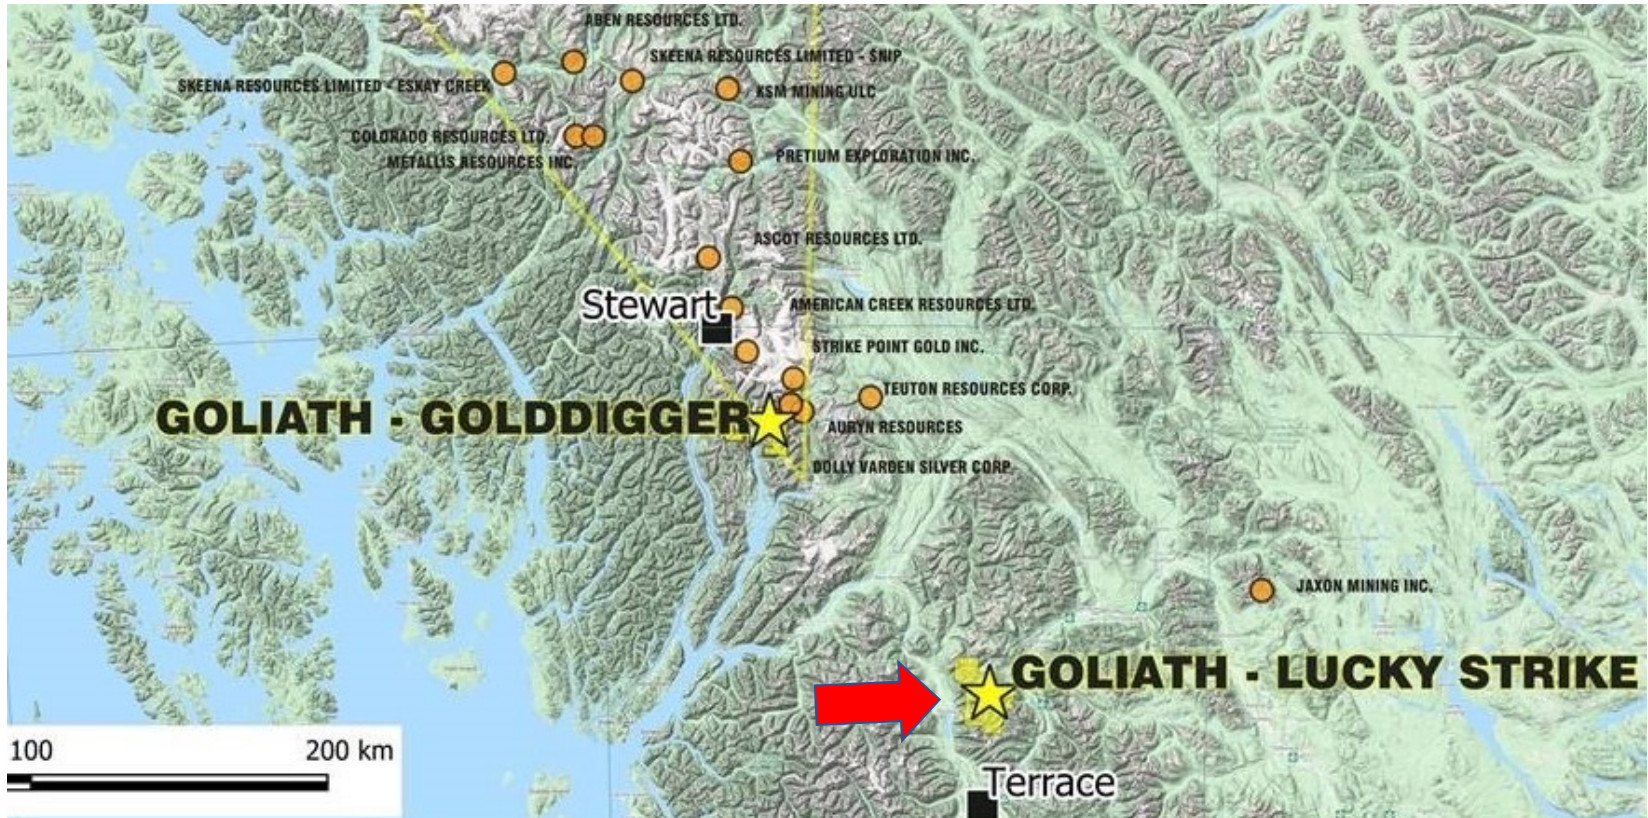 ABEN RESOURCES LTD.
SKEENA RESOURCES LIMITED - SNIP
SKEENA RESOURCES LIMITED - ESKAY CREEK
KSM MINING ULC
COLORADO RESOURCES LTD.
METALLIS RESOURCES INC.
PRETIUM EXPLORATION INC.
ASCOT RESOURCES LTD.
Stewart
AMERICAN CREEK RESOURCES LTD.
STRIKE POINT GOLD INC.
TEUTON RESOURCES CORP.
GOLIATH - GOLDDIGGER
AURYN RESOURCES
DOLLY VARDEN SILVER CORP
JAXON MINING INC.
GOLIATH - LUCKY STRIKE
100 200 km
Terrace